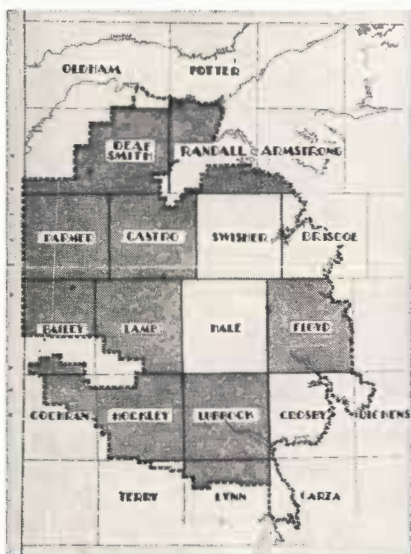 OLDHAM POTTER
DEAF SMITH RANDALL ARMSTRONG
PARMER CASTRO SWISHER BRISCOE
BAILEY LAMB HALE FLOYD
COCHRAN HOCKLEY LUBBOCK CROSBY DICKENS
TERRY LYNN GARZA